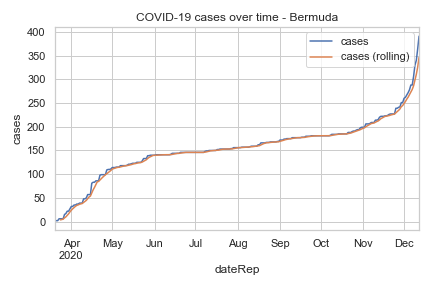 COVID-19 cases over time - Bermuda
cases
cases (rolling)
cases
400
350
300
250
200
150
100
50
0
Apr May Jun Jul Aug Sep Oct Nov Dec
2020
dateRep